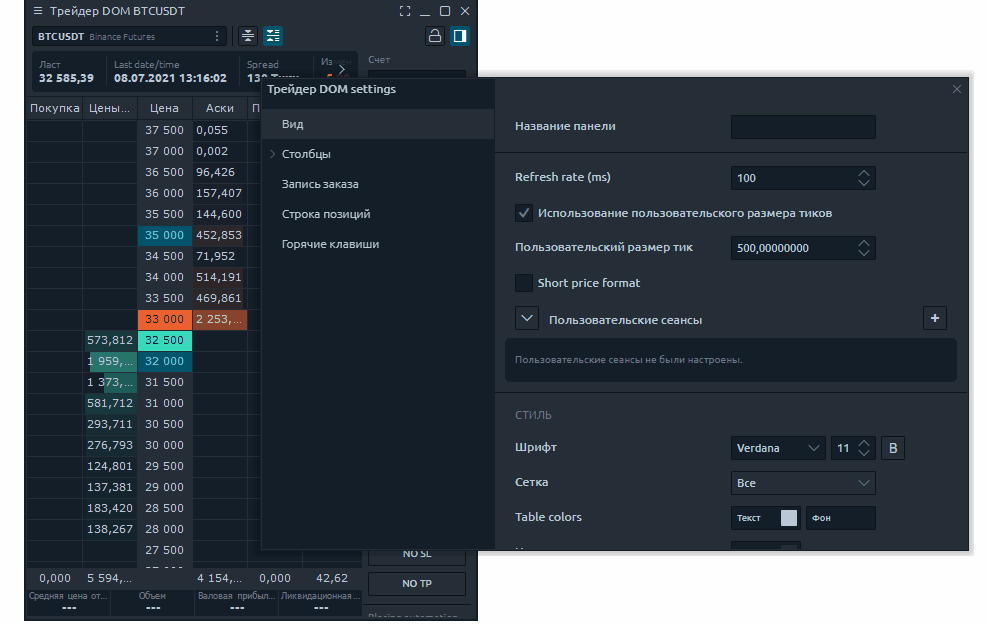 Трейдер DOM BTCUSDT
BTCUSDT Binance Futures
Ласт Last date/time Spread Счет
32 585,39 08.07.2021 13:16:02
Покупка Цены... Цена Аски
37 500 0,055
37 000 0,002
36 500 96,426
36 000 157,407
35 500 144,600
35 000 452,853
34 500 71,952
34 000 514,191
33 500 469,861
33 000 2 253,...
573,812 32 500
1 959,... 32 000
1 373,... 31 500
581,712 31 000
293,711 30 500
276,793 30 000
124,801 29 500
137,381 29 000
183,420 28 500
138,267 28 000
27 500
0,000 5 594,... 4 154,... 0,000 42,62
Средняя цена от... Объем Валовая прибыл... Ликвидационная...
--- --- --- ---
NO SL
NO TP
Placing automation
Трейдер DOM settings
Вид
Столбцы
Запись заказа
Строка позиций
Горячие клавиши
Название панели
Refresh rate (ms) 100
Использование пользовательского размера тиков
Пользовательский размер тик 500,00000000
Short price format
Пользовательские сеансы +
Пользовательские сеансы не были настроены.
СТИЛЬ
Шрифт Verdana 11 B
Сетка Все
Table colors Текст Фон